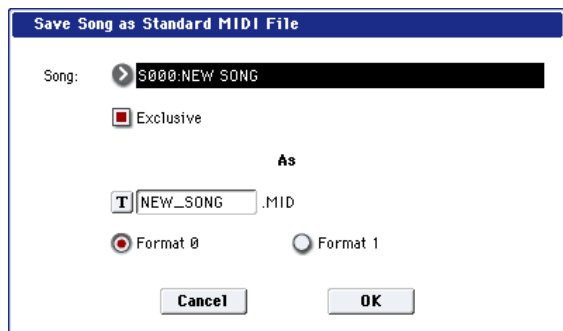 Save Song as Standard MIDI File
Song: S000:NEW SONG
Exclusive
As
T NEW_SONG .MID
Format 0 Format 1
Cancel OK